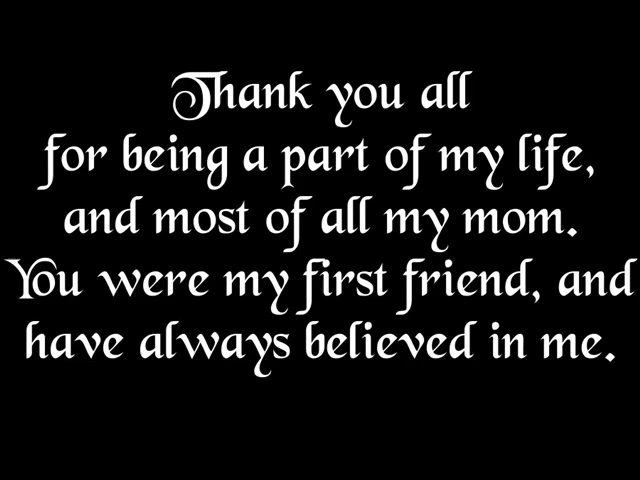 Thank you all
for being a part of my life,
and most of all my mom.
You were my first friend, and
have always believed in me.